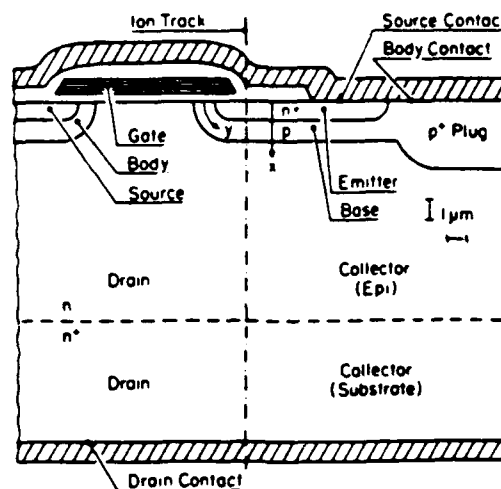 Ion Track
Source Contact
Body Contact
Gate
Body
Source
n+
p
y
x
p+ Plug
Emitter
Base
1μm
Drain
Collector
(Epi)
n
n+
Drain
Collector
(Substrate)
Drain Contact